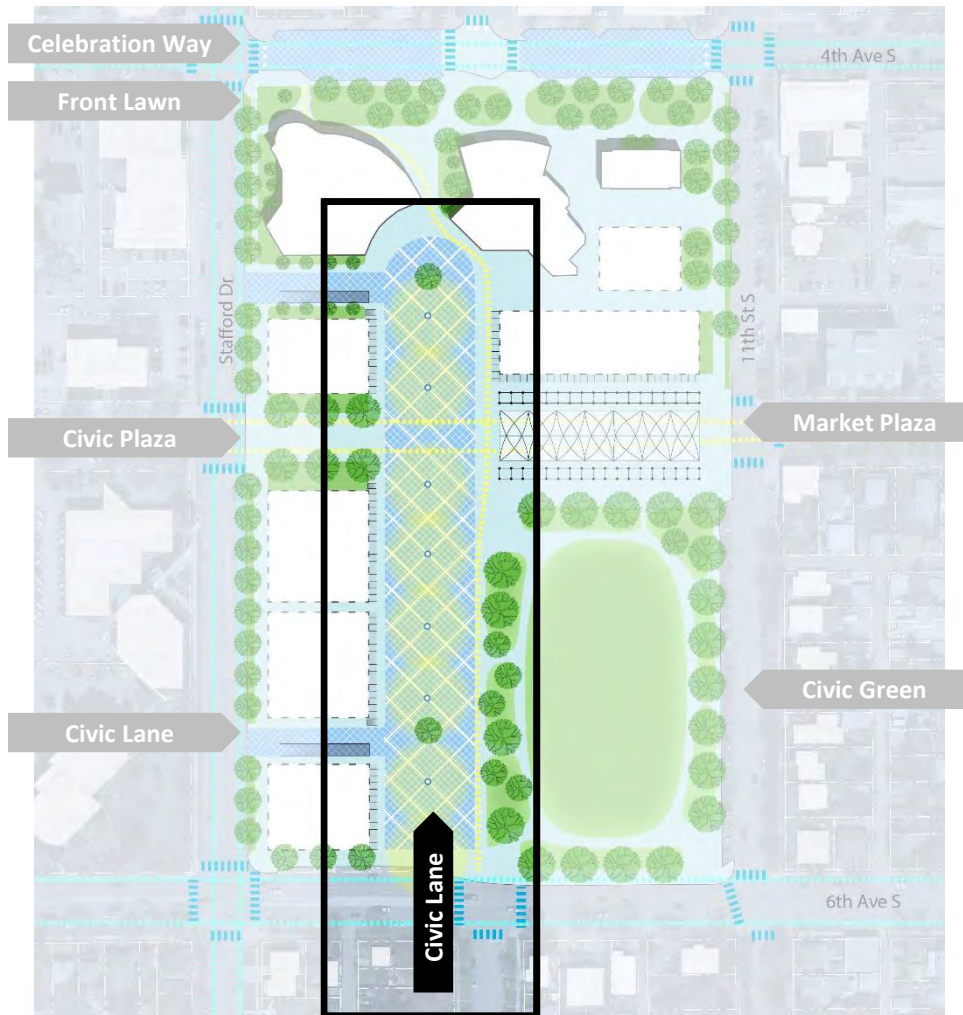 Celebration Way
4th Ave S
Front Lawn
Stafford Dr
11th St S
Civic Plaza
Market Plaza
Civic Green
Civic Lane
Civic Lane
6th Ave S